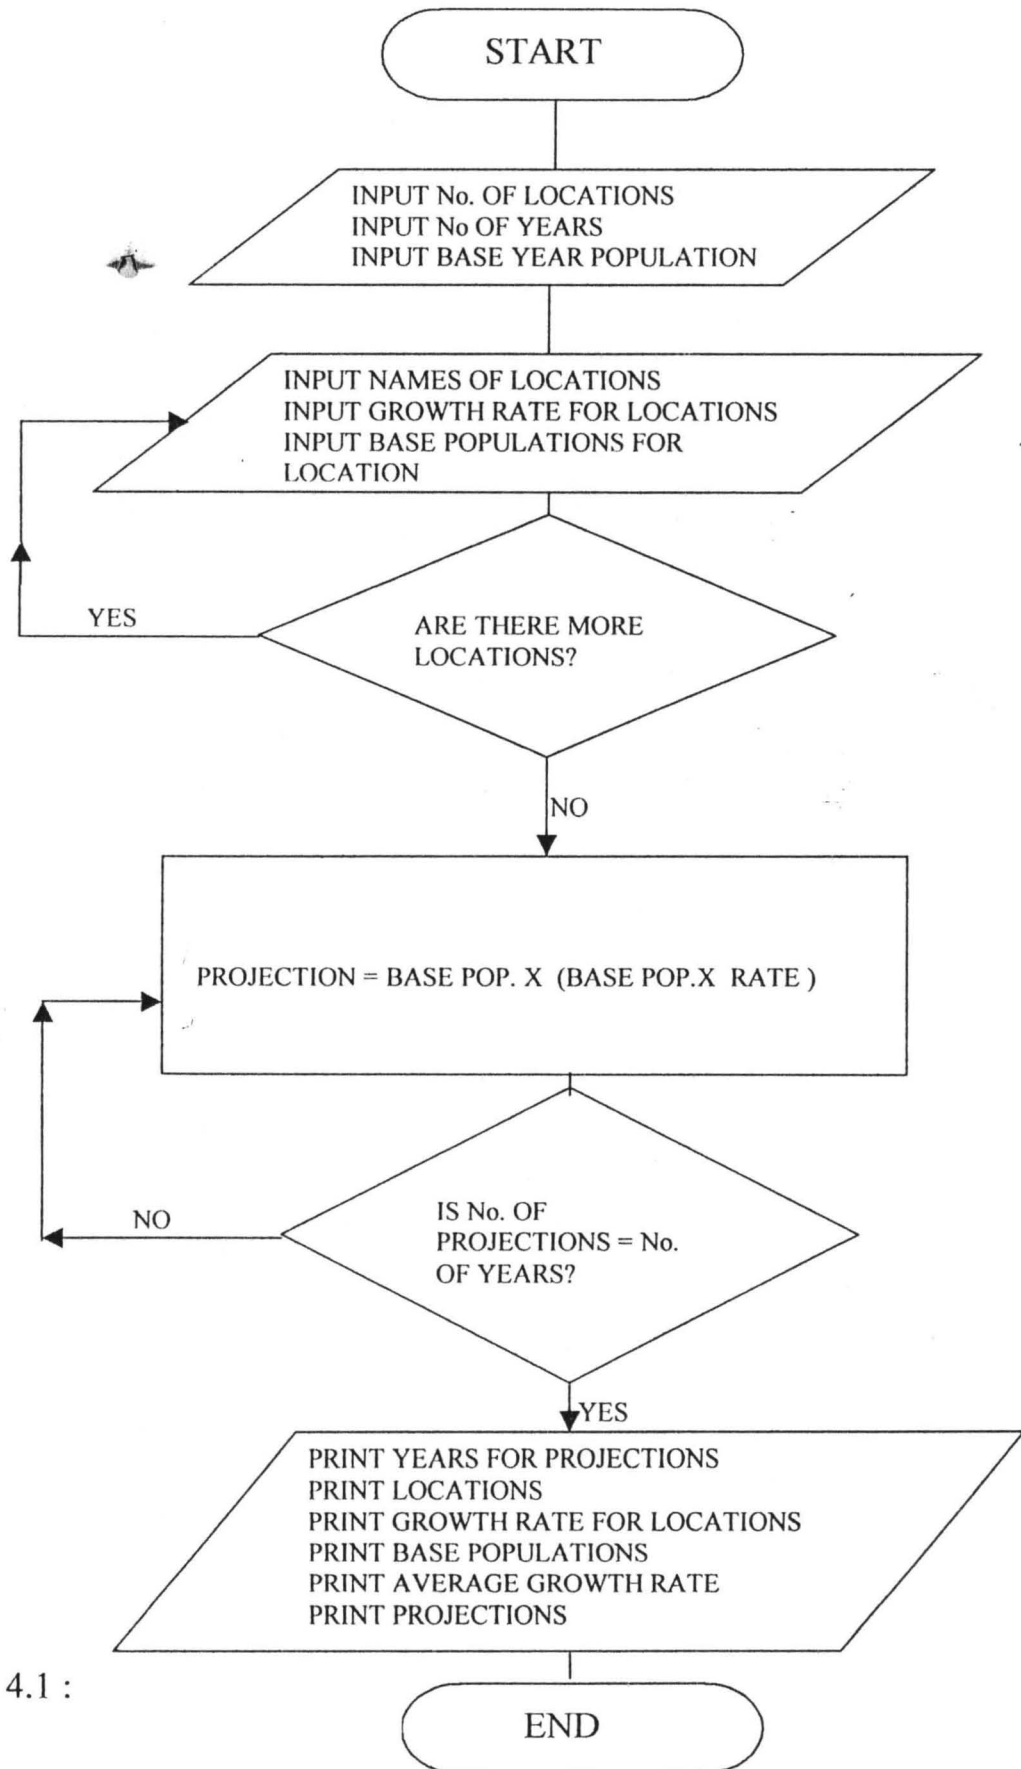 START
INPUT No. OF LOCATIONS
INPUT No OF YEARS
INPUT BASE YEAR POPULATION
INPUT NAMES OF LOCATIONS
INPUT GROWTH RATE FOR LOCATIONS
INPUT BASE POPULATIONS FOR
LOCATION
YES
ARE THERE MORE
LOCATIONS?
NO
PROJECTION = BASE POP. X (BASE POP.X RATE )
NO
IS No. OF
PROJECTIONS = No.
OF YEARS?
YES
PRINT YEARS FOR PROJECTIONS
PRINT LOCATIONS
PRINT GROWTH RATE FOR LOCATIONS
PRINT BASE POPULATIONS
PRINT AVERAGE GROWTH RATE
PRINT PROJECTIONS
4.1 :
END